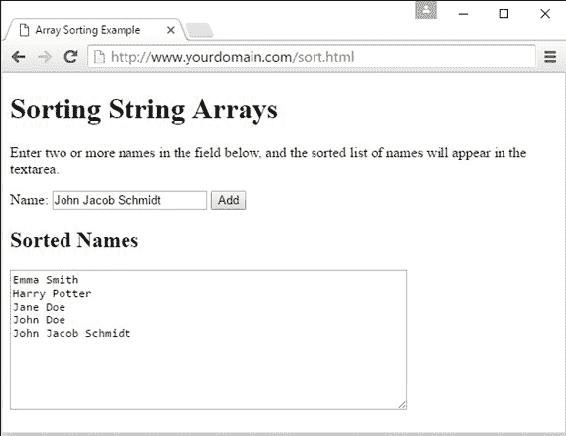 Array Sorting Example
http://www.yourdomain.com/sort.html
Sorting String Arrays
Enter two or more names in the field below, and the sorted list of names will appear in the
textarea.
Name: John Jacob Schmidt Add
Sorted Names
Emma Smith
Harry Potter
Jane Doe
John Doe
John Jacob Schmidt